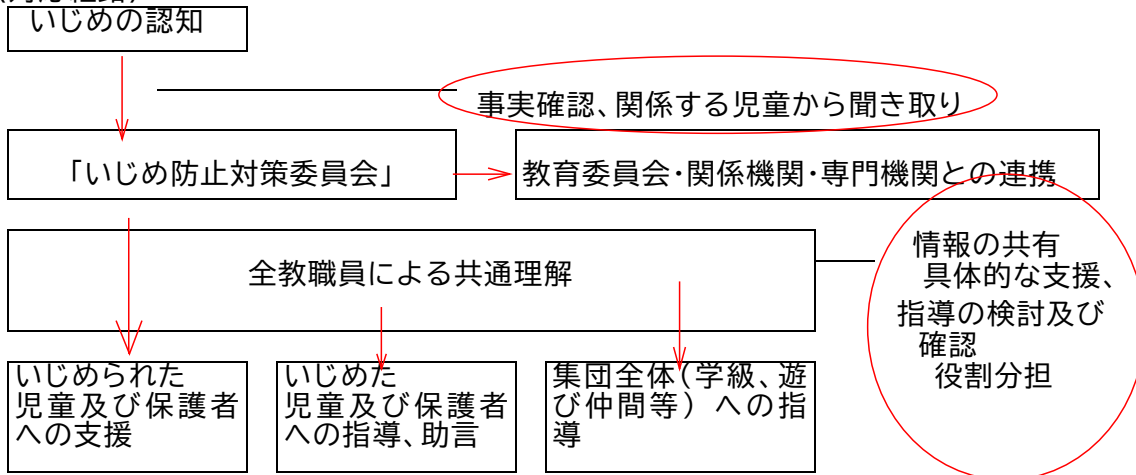 いじめの認知
事実確認、関係する児童から聞き取り
「いじめ防止対策委員会」
教育委員会・関係機関・専門機関との連携
全教職員による共通理解
情報の共有
具体的な支援、
指導の検討及び
確認
役割分担
いじめられた
児童及び保護者
への支援
いじめた
児童及び保護者
への指導、助言
集団全体(学級、遊
び仲間等)への指
導